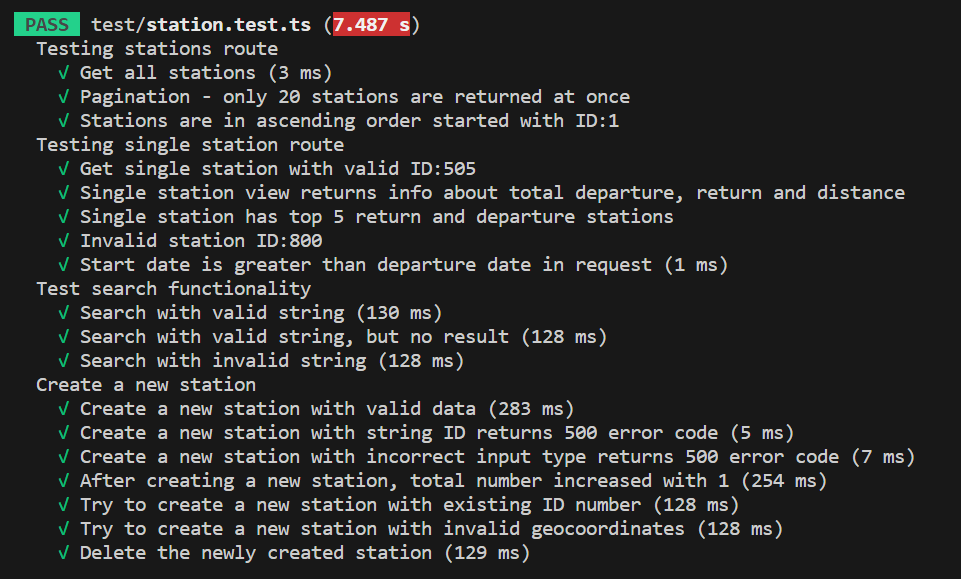 PASS test/station.test.ts (7.487 s)
Testing stations route
√ Get all stations (3 ms)
√ Pagination - only 20 stations are returned at once
√ Stations are in ascending order started with ID:1
Testing single station route
√ Get single station with valid ID:505
√ Single station view returns info about total departure, return and distance
√ Single station has top 5 return and departure stations
√ Invalid station ID:800
√ Start date is greater than departure date in request (1 ms)
Test search functionality
√ Search with valid string (130 ms)
√ Search with valid string, but no result (128 ms)
√ Search with invalid string (128 ms)
Create a new station
√ Create a new station with valid data (283 ms)
√ Create a new station with string ID returns 500 error code (5 ms)
√ Create a new station with incorrect input type returns 500 error code (7 ms)
√ After creating a new station, total number increased with 1 (254 ms)
√ Try to create a new station with existing ID number (128 ms)
√ Try to create a new station with invalid geocoordinates (128 ms)
√ Delete the newly created station (129 ms)